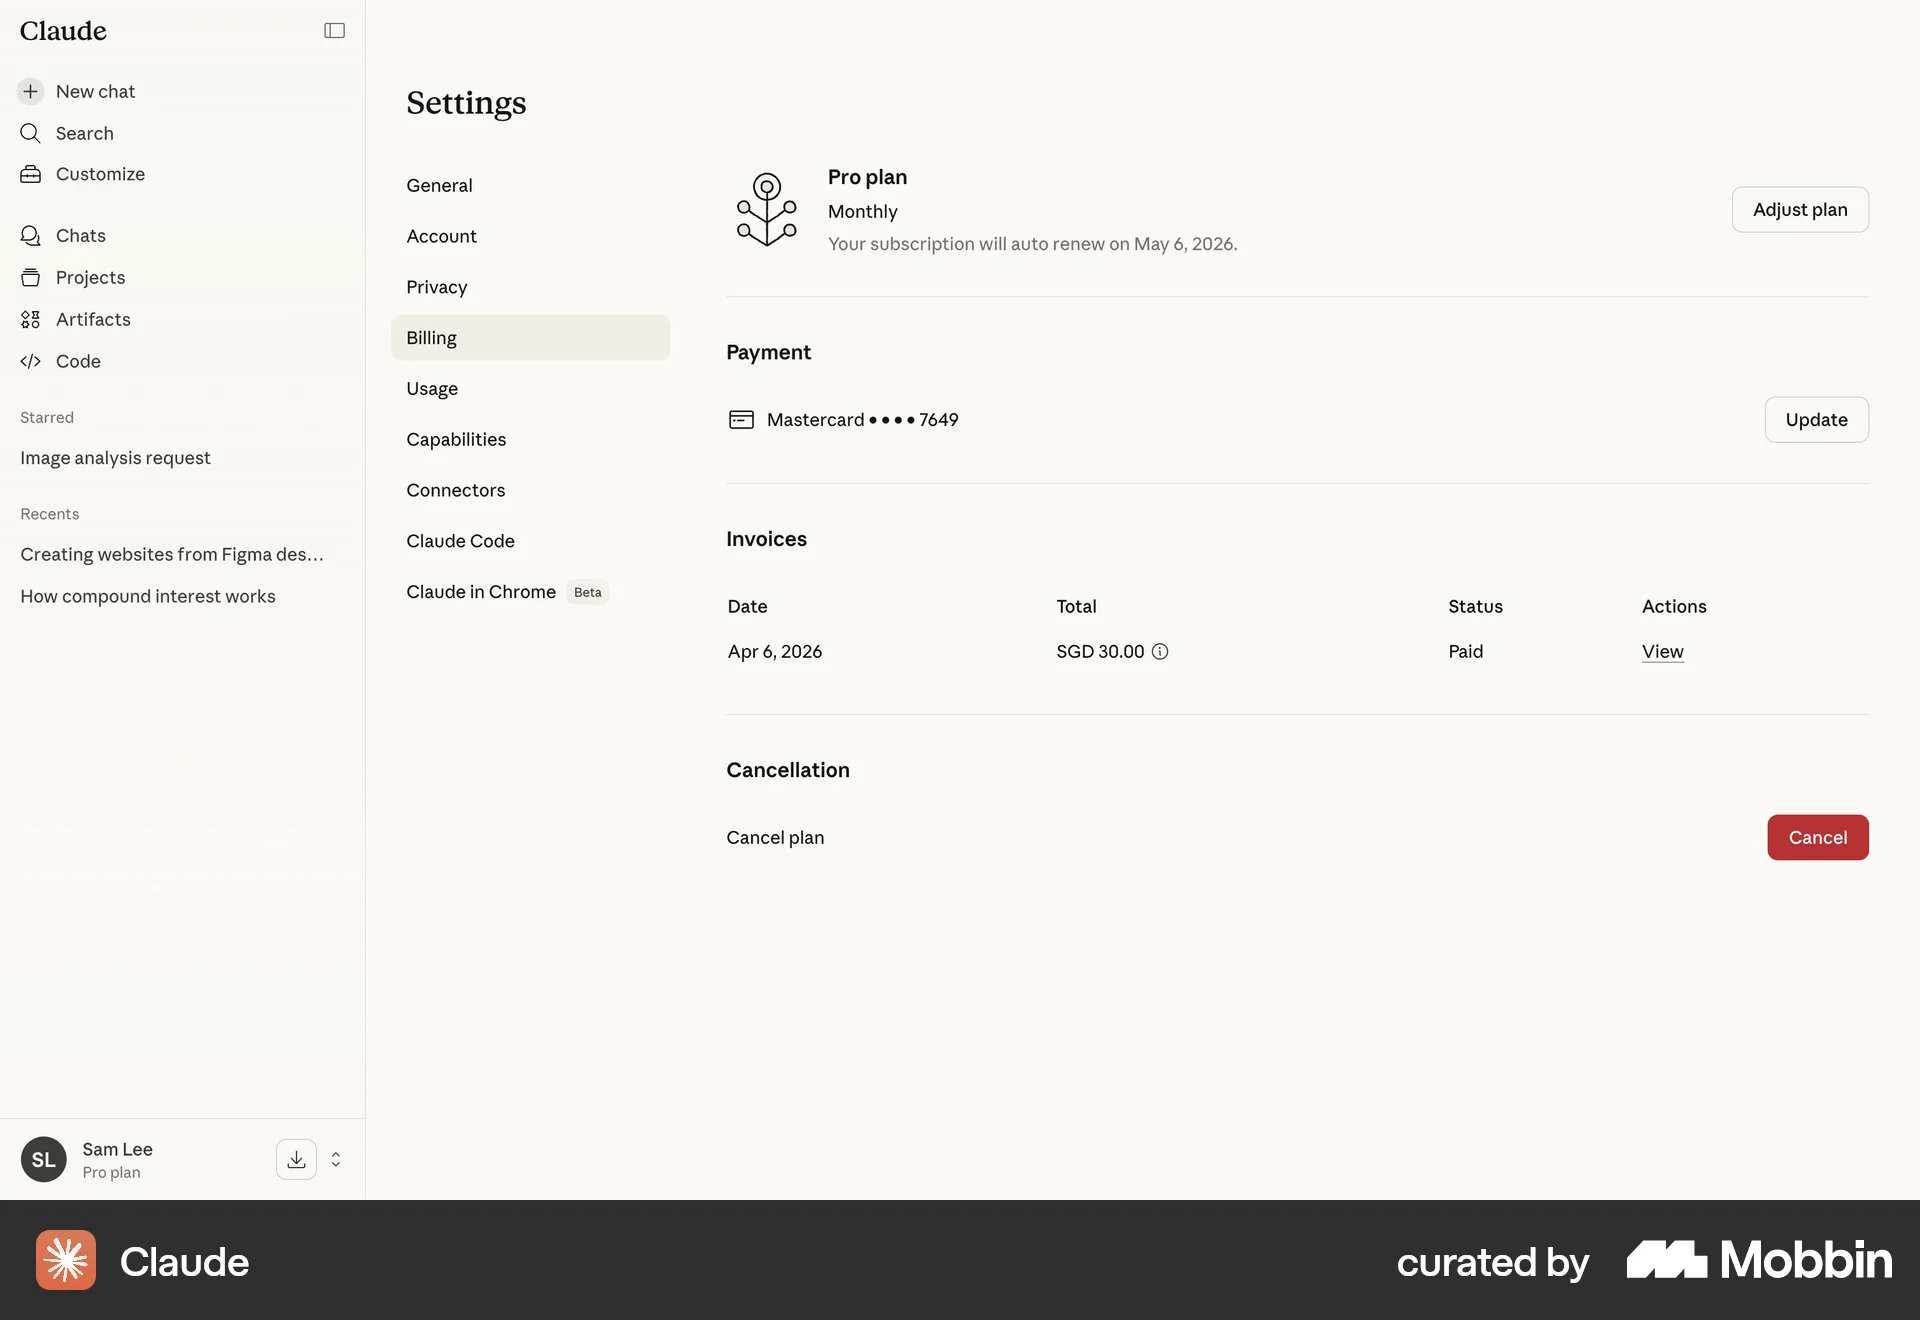 Claude
New chat
Search
Customize
Chats
Projects
Artifacts
Code
Starred
Image analysis request
Recents
Creating websites from Figma des...
How compound interest works
SL
Sam Lee
Pro plan
Settings
General
Account
Privacy
Billing
Usage
Capabilities
Connectors
Claude Code
Claude in Chrome Beta
Pro plan
Monthly
Your subscription will auto renew on May 6, 2026.
Adjust plan
Payment
Mastercard •••• 7649
Update
Invoices
Date Total Status Actions
Apr 6, 2026 SGD 30.00 Paid View
Cancellation
Cancel plan
Cancel
Claude
curated by Mobbin